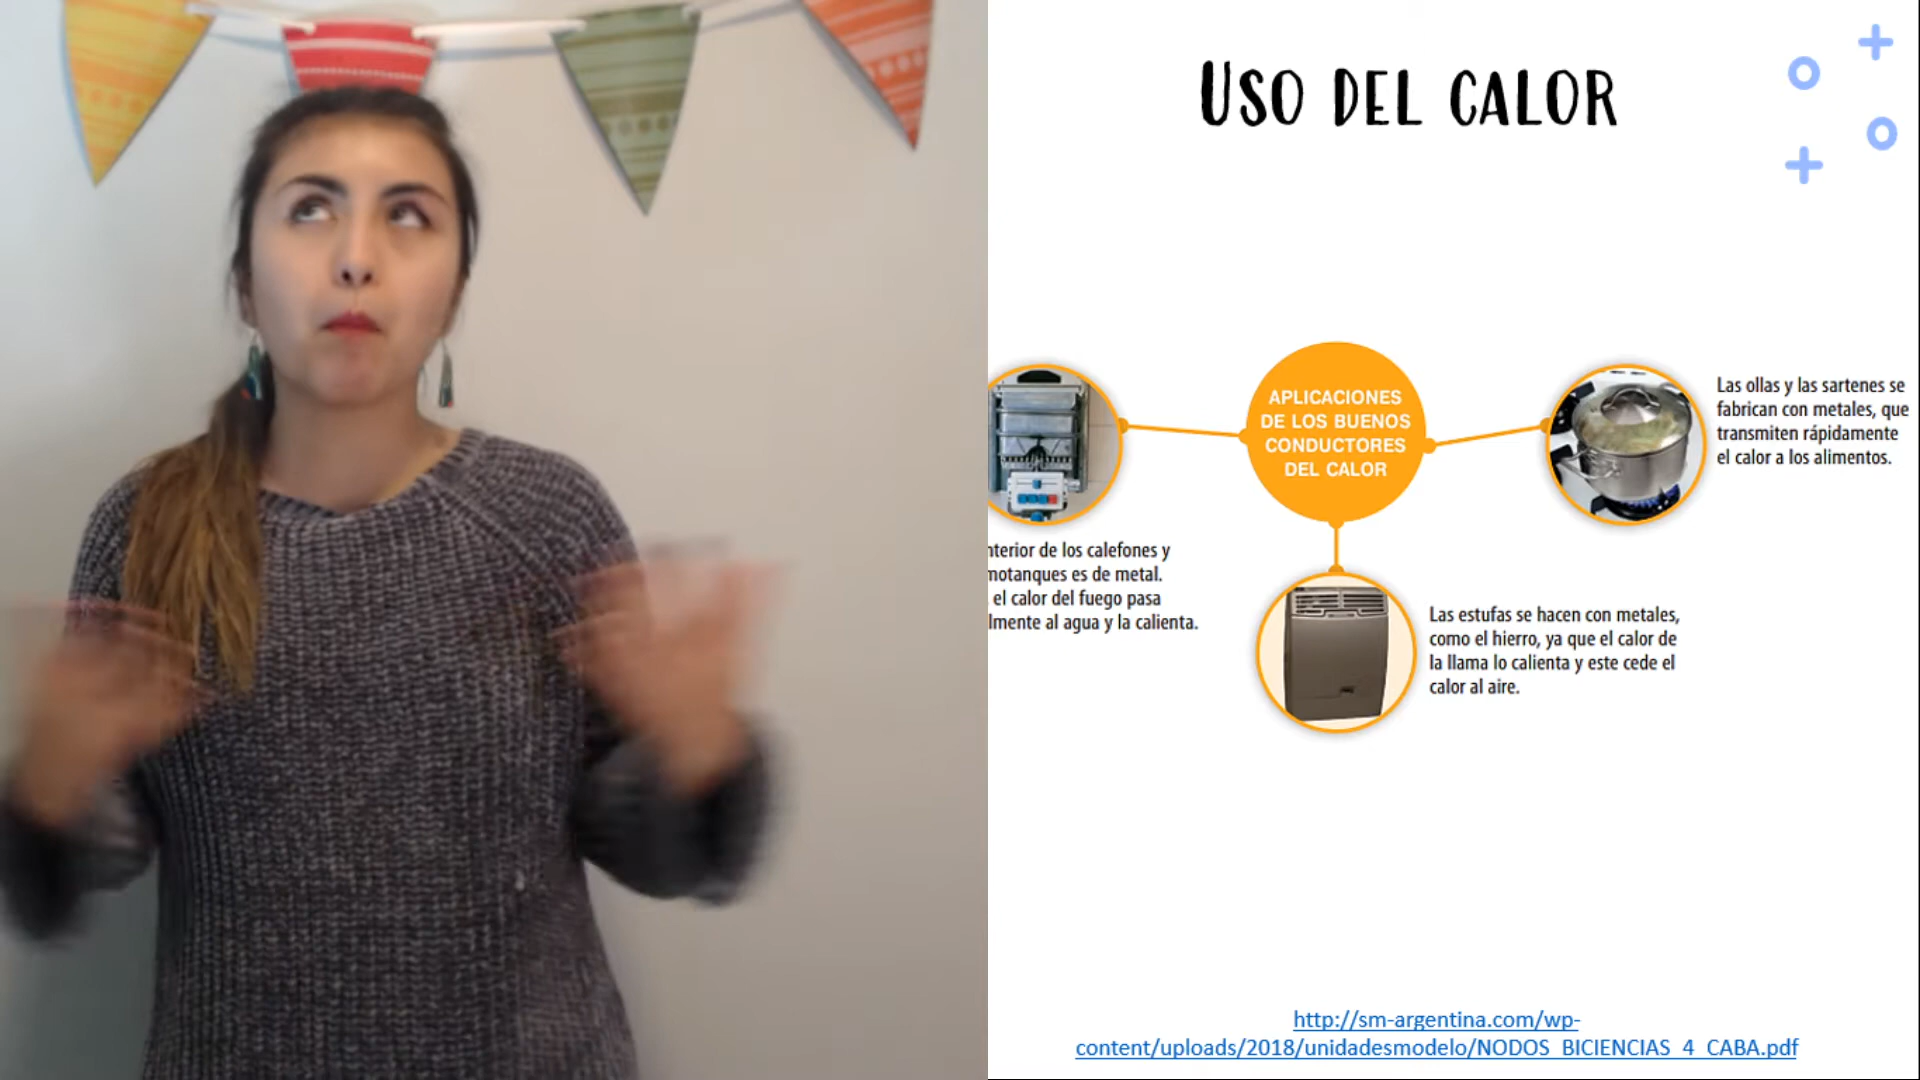 USO DEL CALOR
APLICACIONES
DE LOS BUENOS
CONDUCTORES
DEL CALOR
Las ollas y las sartenes se
fabrican con metales, que
transmiten rápidamente
el calor a los alimentos.
nterior de los calefones y
motanques es de metal.
el calor del fuego pasa
lmente al agua y la calienta.
Las estufas se hacen con metales,
como el hierro, ya que el calor de
la llama lo calienta y este cede el
calor al aire.
http://sm-argentina.com/wp-
content/uploads/2018/unidadesmodelo/NODOS_BICIENCIAS_4_CABA.pdf